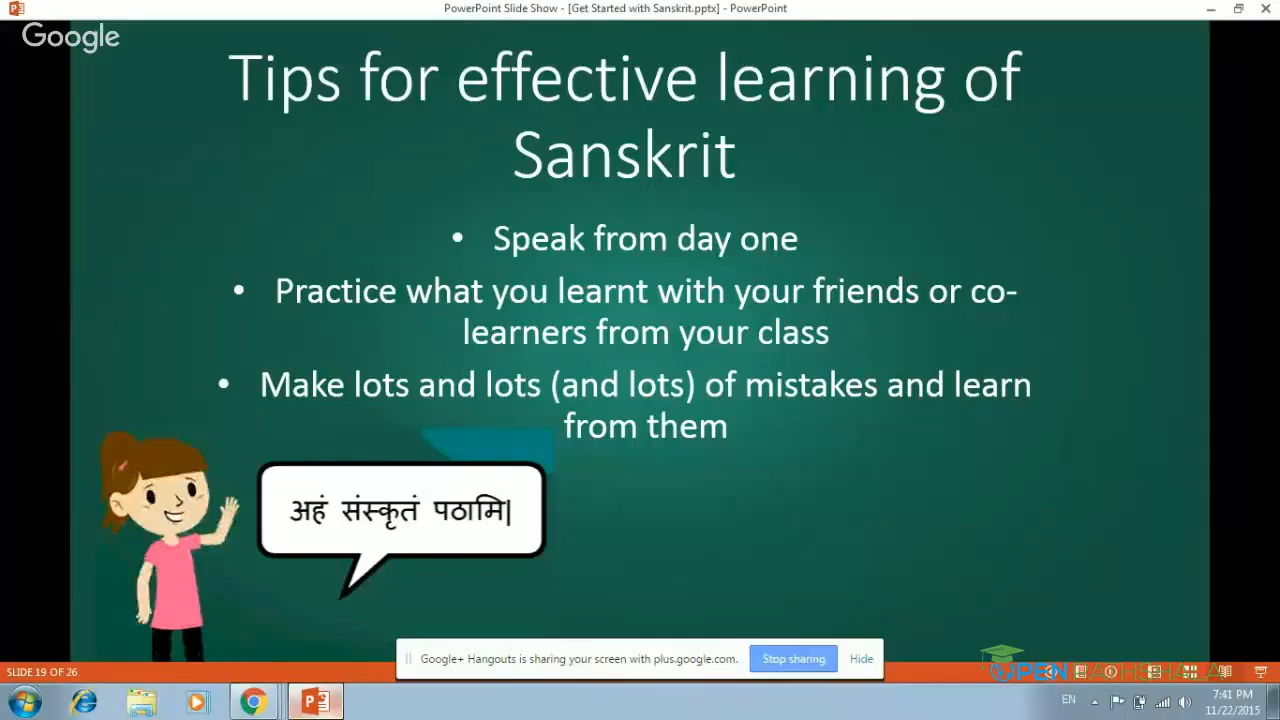 PowerPoint Slide Show - [Get Started with Sanskrit.pptx] - PowerPoint
Google
Tips for effective learning of
Sanskrit
• Speak from day one
• Practice what you learnt with your friends or co-
learners from your class
• Make lots and lots (and lots) of mistakes and learn
from them
अहं संस्कृतं पठामि|
Google+ Hangouts is sharing your screen with plus.google.com.
Stop sharing
Hide
SLIDE 19 OF 26
OPEN PATHSHALA
EN
7:41 PM
11/22/2015